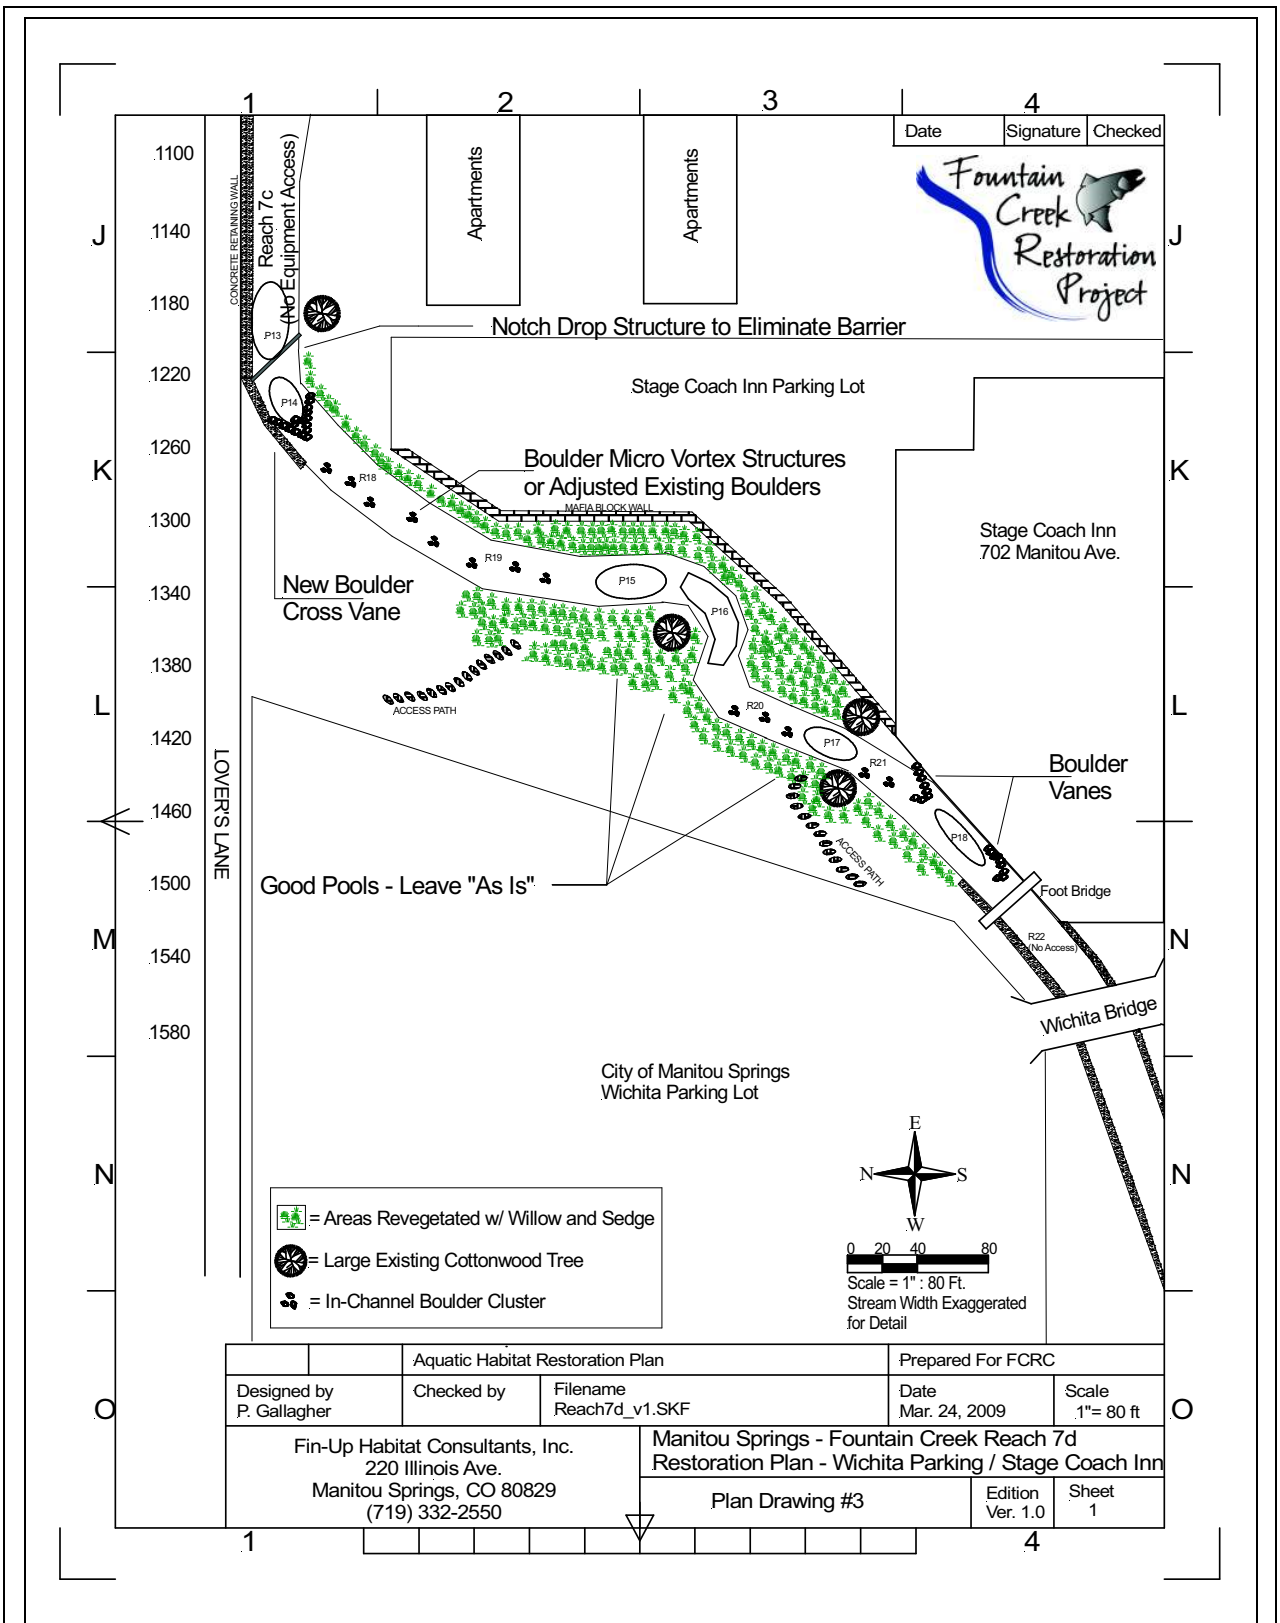 1
2
3
4
Date
Signature
Checked
Fountain
Creek
Restoration
Project
1100
1140
1180
1220
1260
1300
1340
1380
1420
1460
1500
1540
1580
J
K
L
M
N
O
J
K
L
N
N
O
CONCRETE RETAINING WALL
Reach 7c
(No Equipment Access)
Apartments
Apartments
P13
Notch Drop Structure to Eliminate Barrier
Stage Coach Inn Parking Lot
P14
R18
Boulder Micro Vortex Structures
or Adjusted Existing Boulders
MAFIA BLOCK WALL
Stage Coach Inn
702 Manitou Ave.
R19
P15
New Boulder
Cross Vane
P16
ACCESS PATH
R20
P17
R21
Boulder
Vanes
LOVER'S LANE
P18
ACCESS PATH
Good Pools - Leave "As Is"
Foot Bridge
R22
(No Access)
Wichita Bridge
City of Manitou Springs
Wichita Parking Lot
E
N
S
W
0 20 40 80
Scale = 1" : 80 Ft.
Stream Width Exaggerated
for Detail
= Areas Revegetated w/ Willow and Sedge
= Large Existing Cottonwood Tree
= In-Channel Boulder Cluster
Aquatic Habitat Restoration Plan
Prepared For FCRC
Designed by
P. Gallagher
Checked by
Filename
Reach7d_v1.SKF
Date
Mar. 24, 2009
Scale
1"= 80 ft
Fin-Up Habitat Consultants, Inc.
220 Illinois Ave.
Manitou Springs, CO 80829
(719) 332-2550
Manitou Springs - Fountain Creek Reach 7d
Restoration Plan - Wichita Parking / Stage Coach Inn
Plan Drawing #3
Edition
Ver. 1.0
Sheet
1
1
4